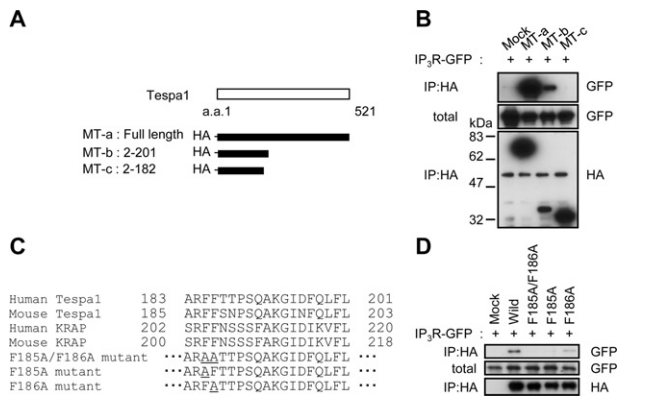 A
Tespa1
a.a.1 521
MT-a : Full length HA
MT-b : 2-201 HA
MT-c : 2-182 HA
B
Mock MT-a MT-b MT-c
IP3R-GFP : + + + +
IP:HA GFP
total GFP
kDa
83
62
47
32
IP:HA HA
C
Human Tespa1 183 ARFFTTPSQAKGIDFQLFL 201
Mouse Tespa1 185 ARFFSNPSQAKGINFQLFL 203
Human KRAP 202 SRFFNSSSFARGIDIKVFL 220
Mouse KRAP 200 SRFFNSSSFAKGIDIKVFL 218
F185A/F186A mutant ···ARAATTPSQAKGIDFQLFL ···
F185A mutant ···ARAFTTPSQAKGIDFQLFL ···
F186A mutant ···ARFATTPSQAKGIDFQLFL ···
D
Mock Wild F185A/F186A F185A F186A
IP3R-GFP : + + + + +
IP:HA GFP
total GFP
IP:HA HA